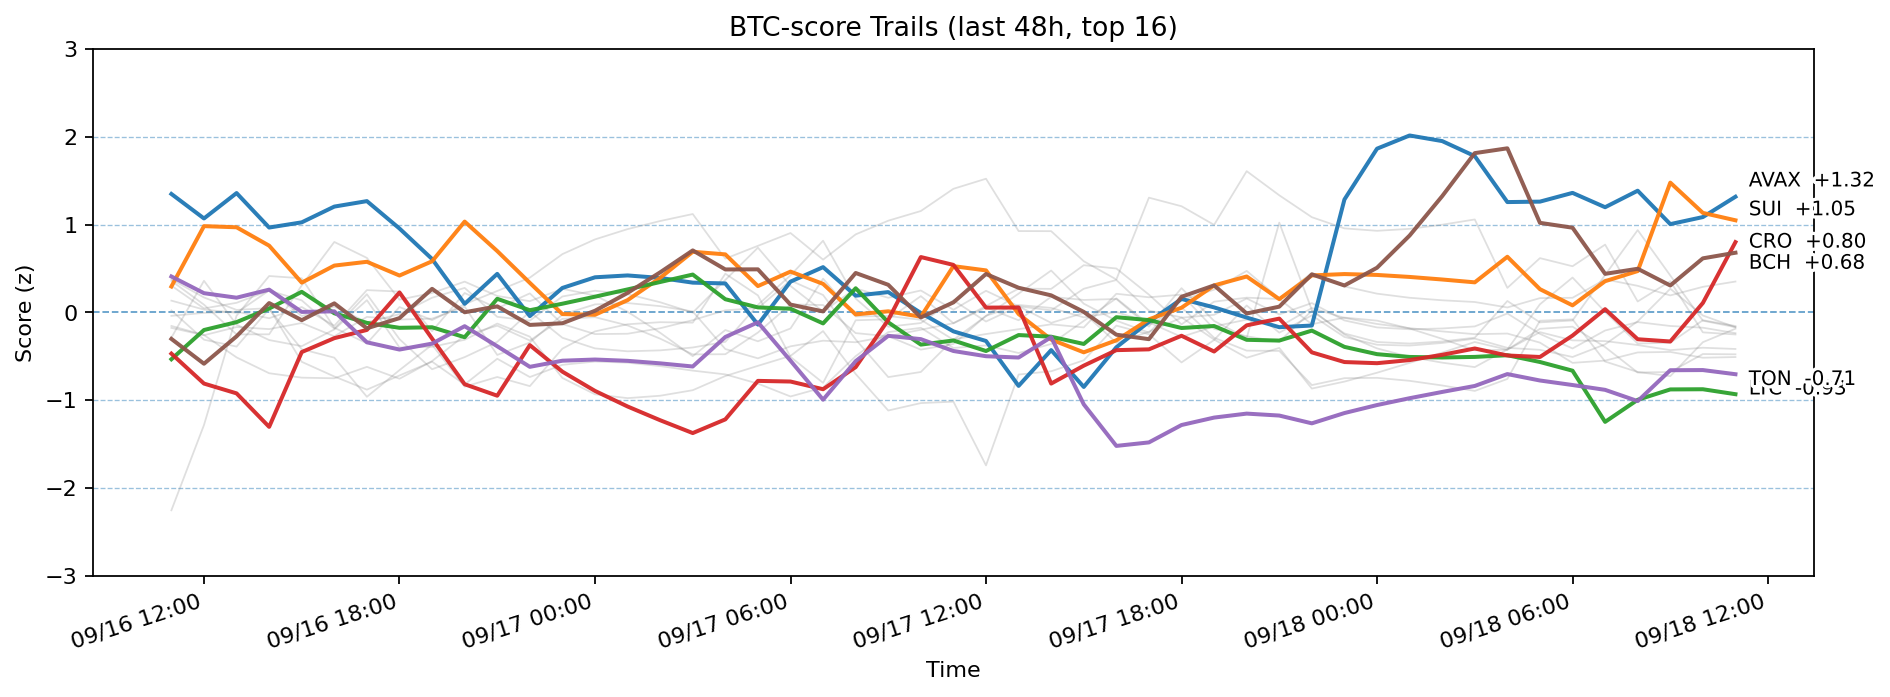 BTC-score Trails (last 48h, top 16)
Score (z)
3
2
1
0
−1
−2
−3
AVAX +1.32
SUI +1.05
CRO +0.80
BCH +0.68
TON -0.71
LTC -0.93
09/16 12:00
09/16 18:00
09/17 00:00
09/17 06:00
09/17 12:00
09/17 18:00
09/18 00:00
09/18 06:00
09/18 12:00
Time